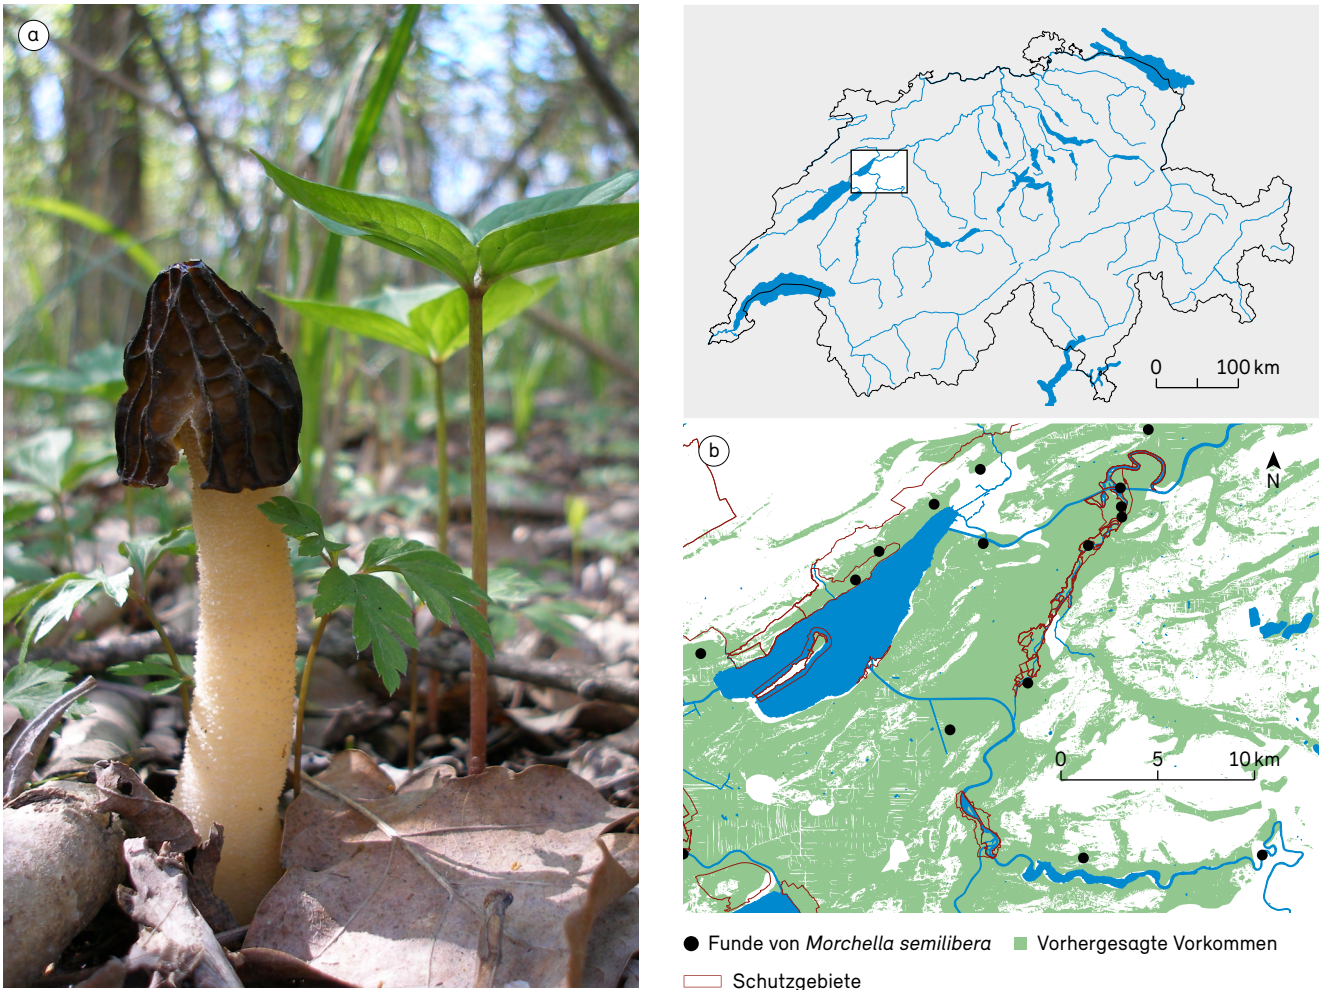 a
0 100 km
b
N
0 5 10 km
Funde von Morchella semilibera Vorhergesagte Vorkommen
Schutzgebiete